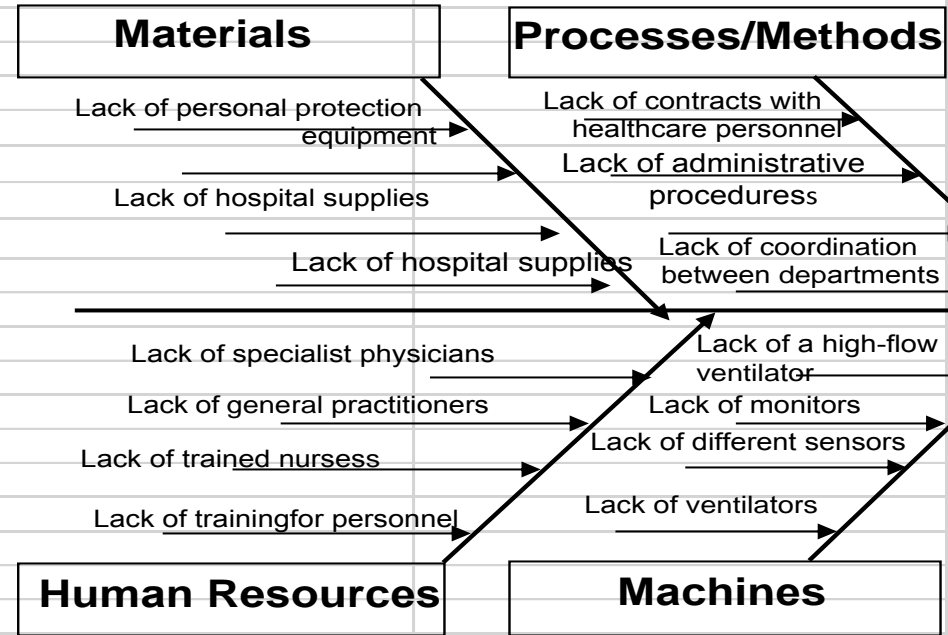 Materials
Processes/Methods
Lack of personal protection
equipment
Lack of hospital supplies
Lack of hospital supplies
Lack of contracts with
healthcare personnel
Lack of administrative
proceduress
Lack of coordination
between departments
Lack of specialist physicians
Lack of general practitioners
Lack of trained nursess
Lack of trainingfor personnel
Lack of a high-flow
ventilator
Lack of monitors
Lack of different sensors
Lack of ventilators
Human Resources
Machines